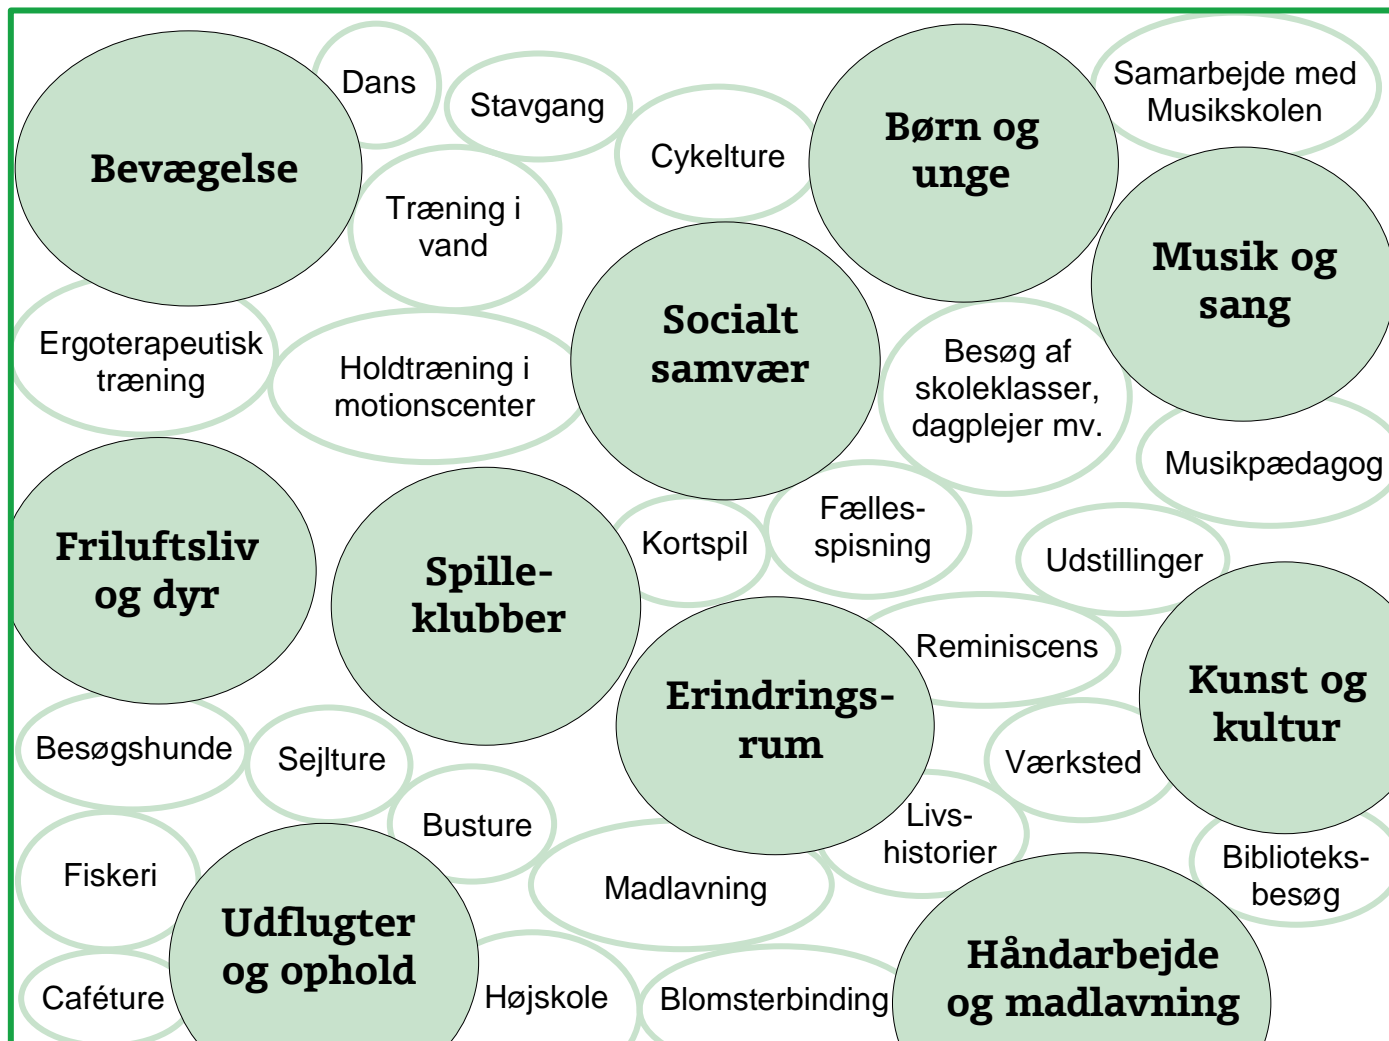 Dans
Stavgang
Samarbejde med
Musikskolen
Bevægelse
Cykelture
Børn og
unge
Træning i
vand
Musik og
sang
Ergoterapeutisk
træning
Holdtræning i
motionscenter
Socialt
samvær
Besøg af
skoleklasser,
dagplejer mv.
Musikpædagog
Friluftsliv
og dyr
Spille-
klubber
Kortspil
Fælles-
spisning
Udstillinger
Reminiscens
Erindrings-
rum
Kunst og
kultur
Besøgshunde
Sejlture
Værksted
Busture
Livs-
historier
Fiskeri
Madlavning
Biblioteks-
besøg
Udflugter
og ophold
Håndarbejde
og madlavning
Caféture
Højskole
Blomsterbinding